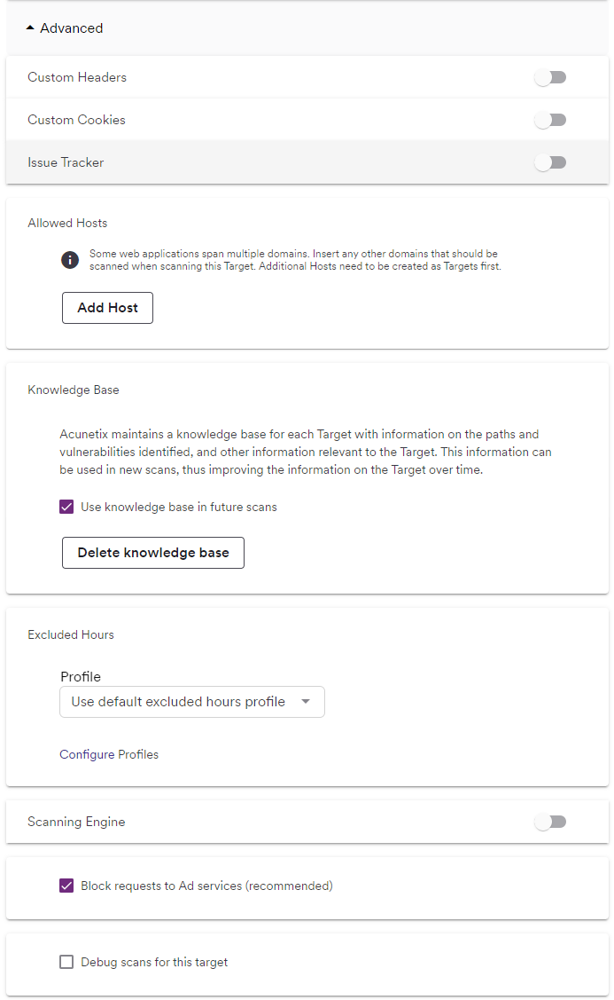 Advanced
Custom Headers
Custom Cookies
Issue Tracker
Allowed Hosts
Some web applications span multiple domains. Insert any other domains that should be
scanned when scanning this Target. Additional Hosts need to be created as Targets first.
Add Host
Knowledge Base
Acunetix maintains a knowledge base for each Target with information on the paths and
vulnerabilities identified, and other information relevant to the Target. This information can
be used in new scans, thus improving the information on the Target over time.
Use knowledge base in future scans
Delete knowledge base
Excluded Hours
Profile
Use default excluded hours profile
Configure Profiles
Scanning Engine
Block requests to Ad services (recommended)
Debug scans for this target